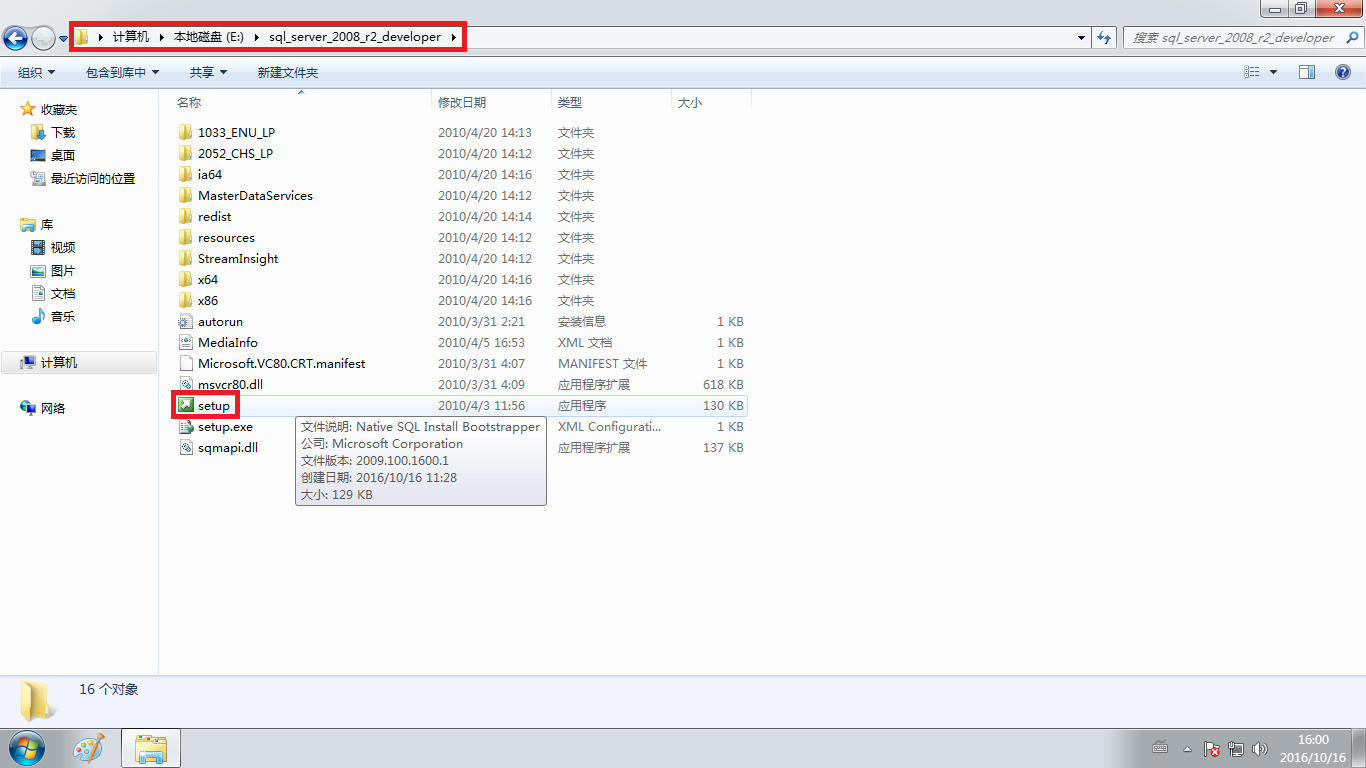 计算机 本地磁盘 (E:) sql_server_2008_r2_developer
搜索 sql_server_2008_r2_developer
组织 包含到库中 共享 新建文件夹
名称 修改日期 类型 大小
收藏夹
下载
桌面
最近访问的位置
库
视频
图片
文档
音乐
计算机
网络
1033_ENU_LP 2010/4/20 14:13 文件夹
2052_CHS_LP 2010/4/20 14:12 文件夹
ia64 2010/4/20 14:16 文件夹
MasterDataServices 2010/4/20 14:12 文件夹
redist 2010/4/20 14:14 文件夹
resources 2010/4/20 14:12 文件夹
StreamInsight 2010/4/20 14:12 文件夹
x64 2010/4/20 14:16 文件夹
x86 2010/4/20 14:16 文件夹
autorun 2010/3/31 2:21 安装信息 1 KB
MediaInfo 2010/4/5 16:53 XML 文档 1 KB
Microsoft.VC80.CRT.manifest 2010/3/31 4:07 MANIFEST 文件 1 KB
msvcr80.dll 2010/3/31 4:09 应用程序扩展 618 KB
setup 2010/4/3 11:56 应用程序 130 KB
setup.exe XML Configurati... 1 KB
sqmapi.dll 应用程序扩展 137 KB
文件说明: Native SQL Install Bootstrapper
公司: Microsoft Corporation
文件版本: 2009.100.1600.1
创建日期: 2016/10/16 11:28
大小: 129 KB
16 个对象
16:00
2016/10/16